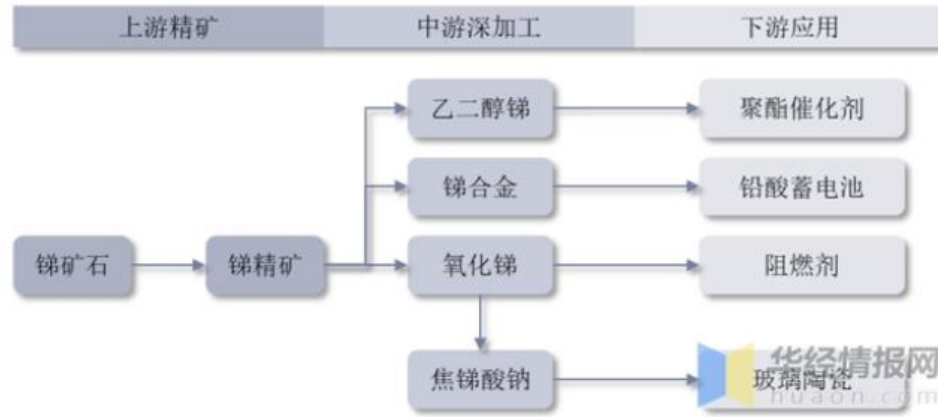 上游精矿 中游深加工 下游应用
乙二醇锑 聚酯催化剂
锑合金 铅酸蓄电池
锑矿石 锑精矿 氧化锑 阻燃剂
焦锑酸钠 玻璃陶瓷
华经情报网
huaon.com